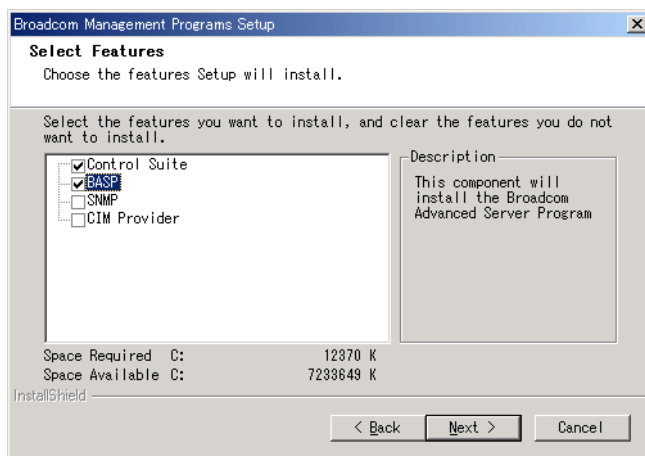 Broadcom Management Programs Setup
Select Features
Choose the features Setup will install.
Select the features you want to install, and clear the features you do not
want to install.
Control Suite
BASP
SNMP
CIM Provider
Description
This component will
install the Broadcom
Advanced Server Program
Space Required C: 12370 K
Space Available C: 7233649 K
InstallShield
< Back
Next >
Cancel